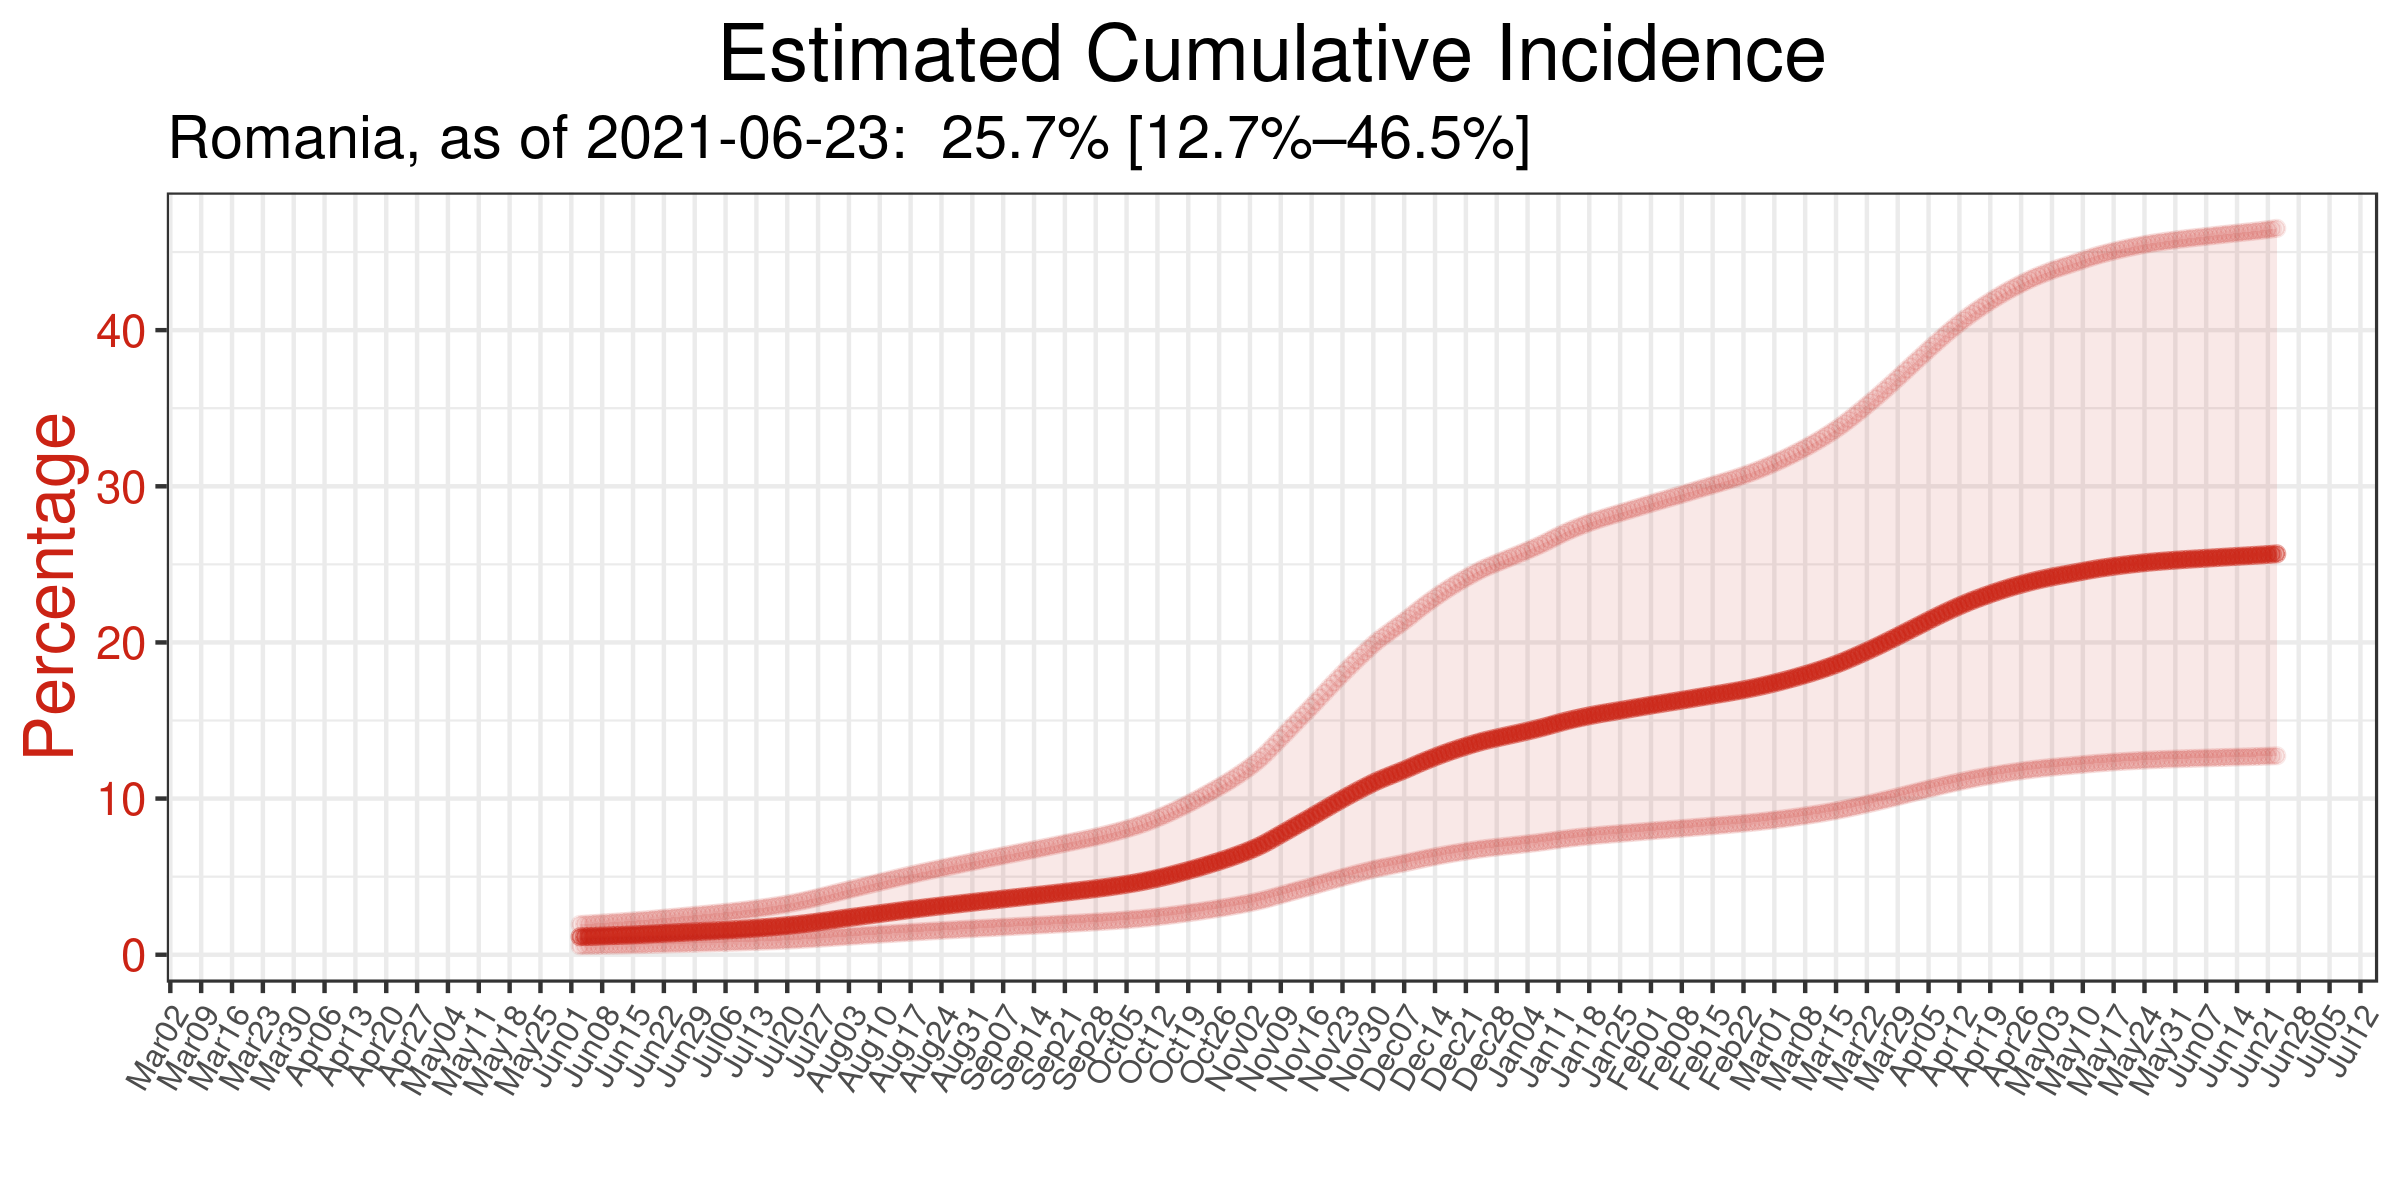 Estimated Cumulative Incidence
Romania, as of 2021-06-23: 25.7% [12.7%–46.5%]
Percentage
40
30
20
10
0
Mar02
Mar09
Mar16
Mar23
Mar30
Apr06
Apr13
Apr20
Apr27
May04
May11
May18
May25
Jun01
Jun08
Jun15
Jun22
Jun29
Jul06
Jul13
Jul20
Jul27
Aug03
Aug10
Aug17
Aug24
Aug31
Sep07
Sep14
Sep21
Sep28
Oct05
Oct12
Oct19
Oct26
Nov02
Nov09
Nov16
Nov23
Nov30
Dec07
Dec14
Dec21
Dec28
Jan04
Jan11
Jan18
Jan25
Feb01
Feb08
Feb15
Feb22
Mar01
Mar08
Mar15
Mar22
Mar29
Apr05
Apr12
Apr19
Apr26
May03
May10
May17
May24
May31
Jun07
Jun14
Jun21
Jun28
Jul05
Jul12